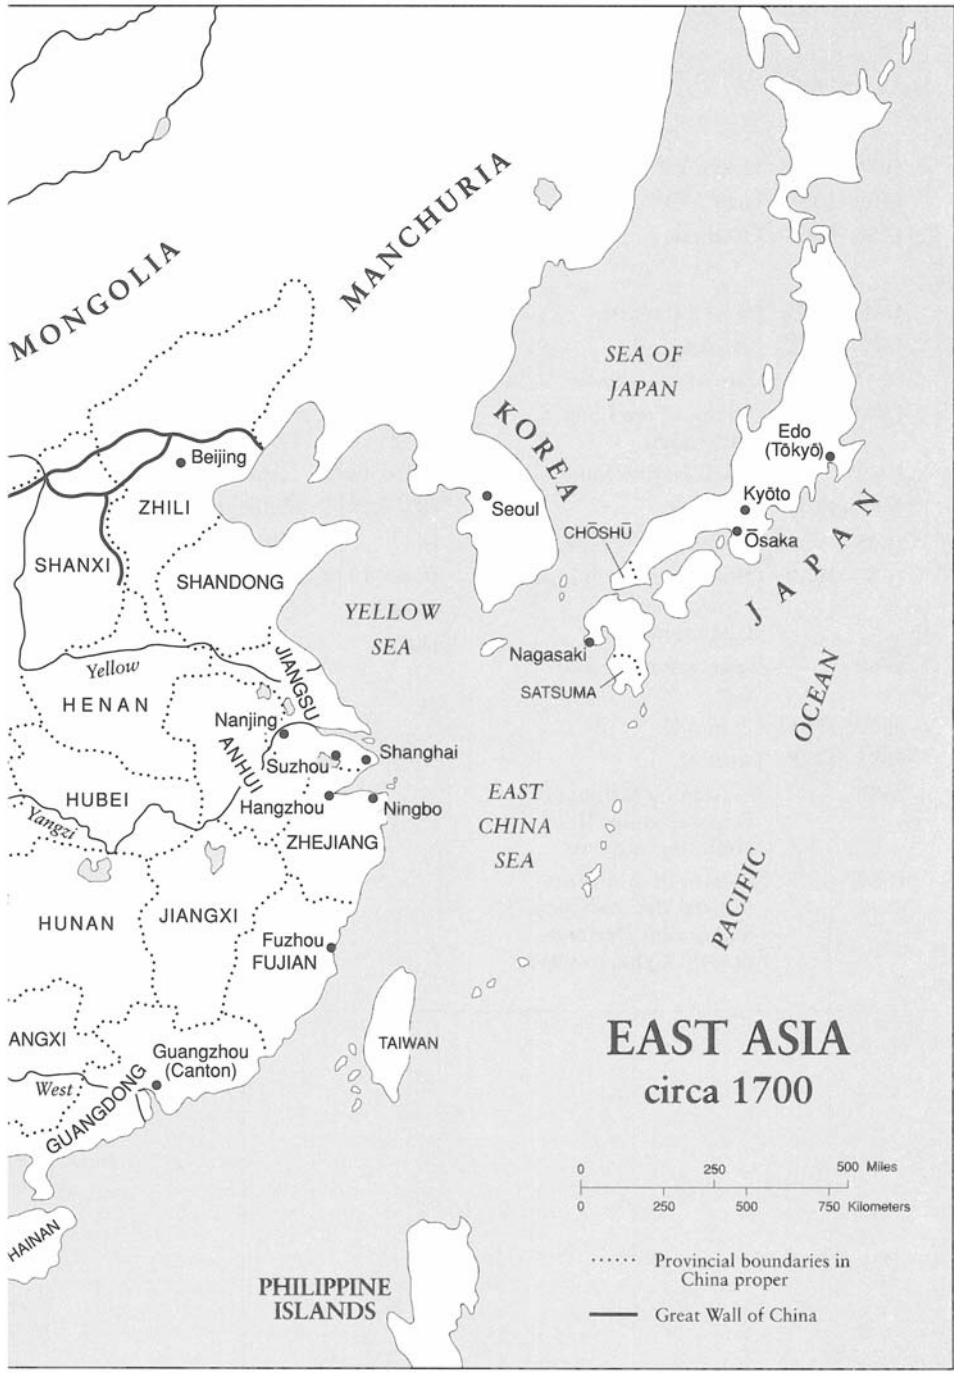 MONGOLIA
MANCHURIA
SEA OF
JAPAN
KOREA
Edo
(Tōkyō)
Beijing
Kyōto
Seoul
ZHILI
CHŌSHŪ
Ōsaka
JAPAN
SHANXI
SHANDONG
YELLOW
SEA
Nagasaki
Yellow
JIANGSU
SATSUMA
HENAN
OCEAN
Nanjing
ANHUI
Suzhou
Shanghai
EAST
CHINA
SEA
HUBEI
Hangzhou
Ningbo
Yangzi
ZHEJIANG
PACIFIC
HUNAN
JIANGXI
Fuzhou
FUJIAN
ANGXI
Guangzhou
(Canton)
TAIWAN
EAST ASIA
circa 1700
West
GUANGDONG
0 250 500 Miles
0 250 500 750 Kilometers
HAINAN
PHILIPPINE
ISLANDS
Provincial boundaries in
China proper
Great Wall of China